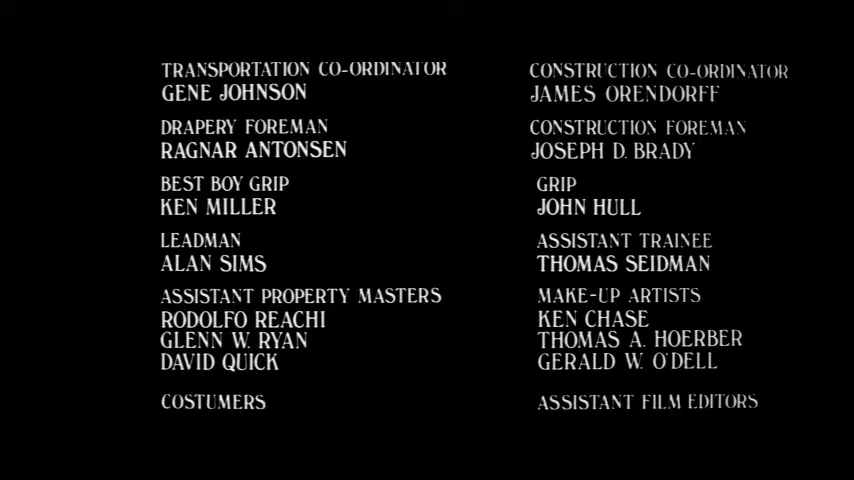 TRANSPORTATION CO-ORDINATOR
GENE JOHNSON
DRAPERY FOREMAN
RAGNAR ANTONSEN
BEST BOY GRIP
KEN MILLER
LEADMAN
ALAN SIMS
ASSISTANT PROPERTY MASTERS
RODOLFO REACHI
GLENN W. RYAN
DAVID QUICK
COSTUMERS
CONSTRUCTION CO-ORDINATOR
JAMES ORENDORFF
CONSTRUCTION FOREMAN
JOSEPH D. BRADY
GRIP
JOHN HULL
ASSISTANT TRAINEE
THOMAS SEIDMAN
MAKE-UP ARTISTS
KEN CHASE
THOMAS A. HOERBER
GERALD W. O'DELL
ASSISTANT FILM EDITORS